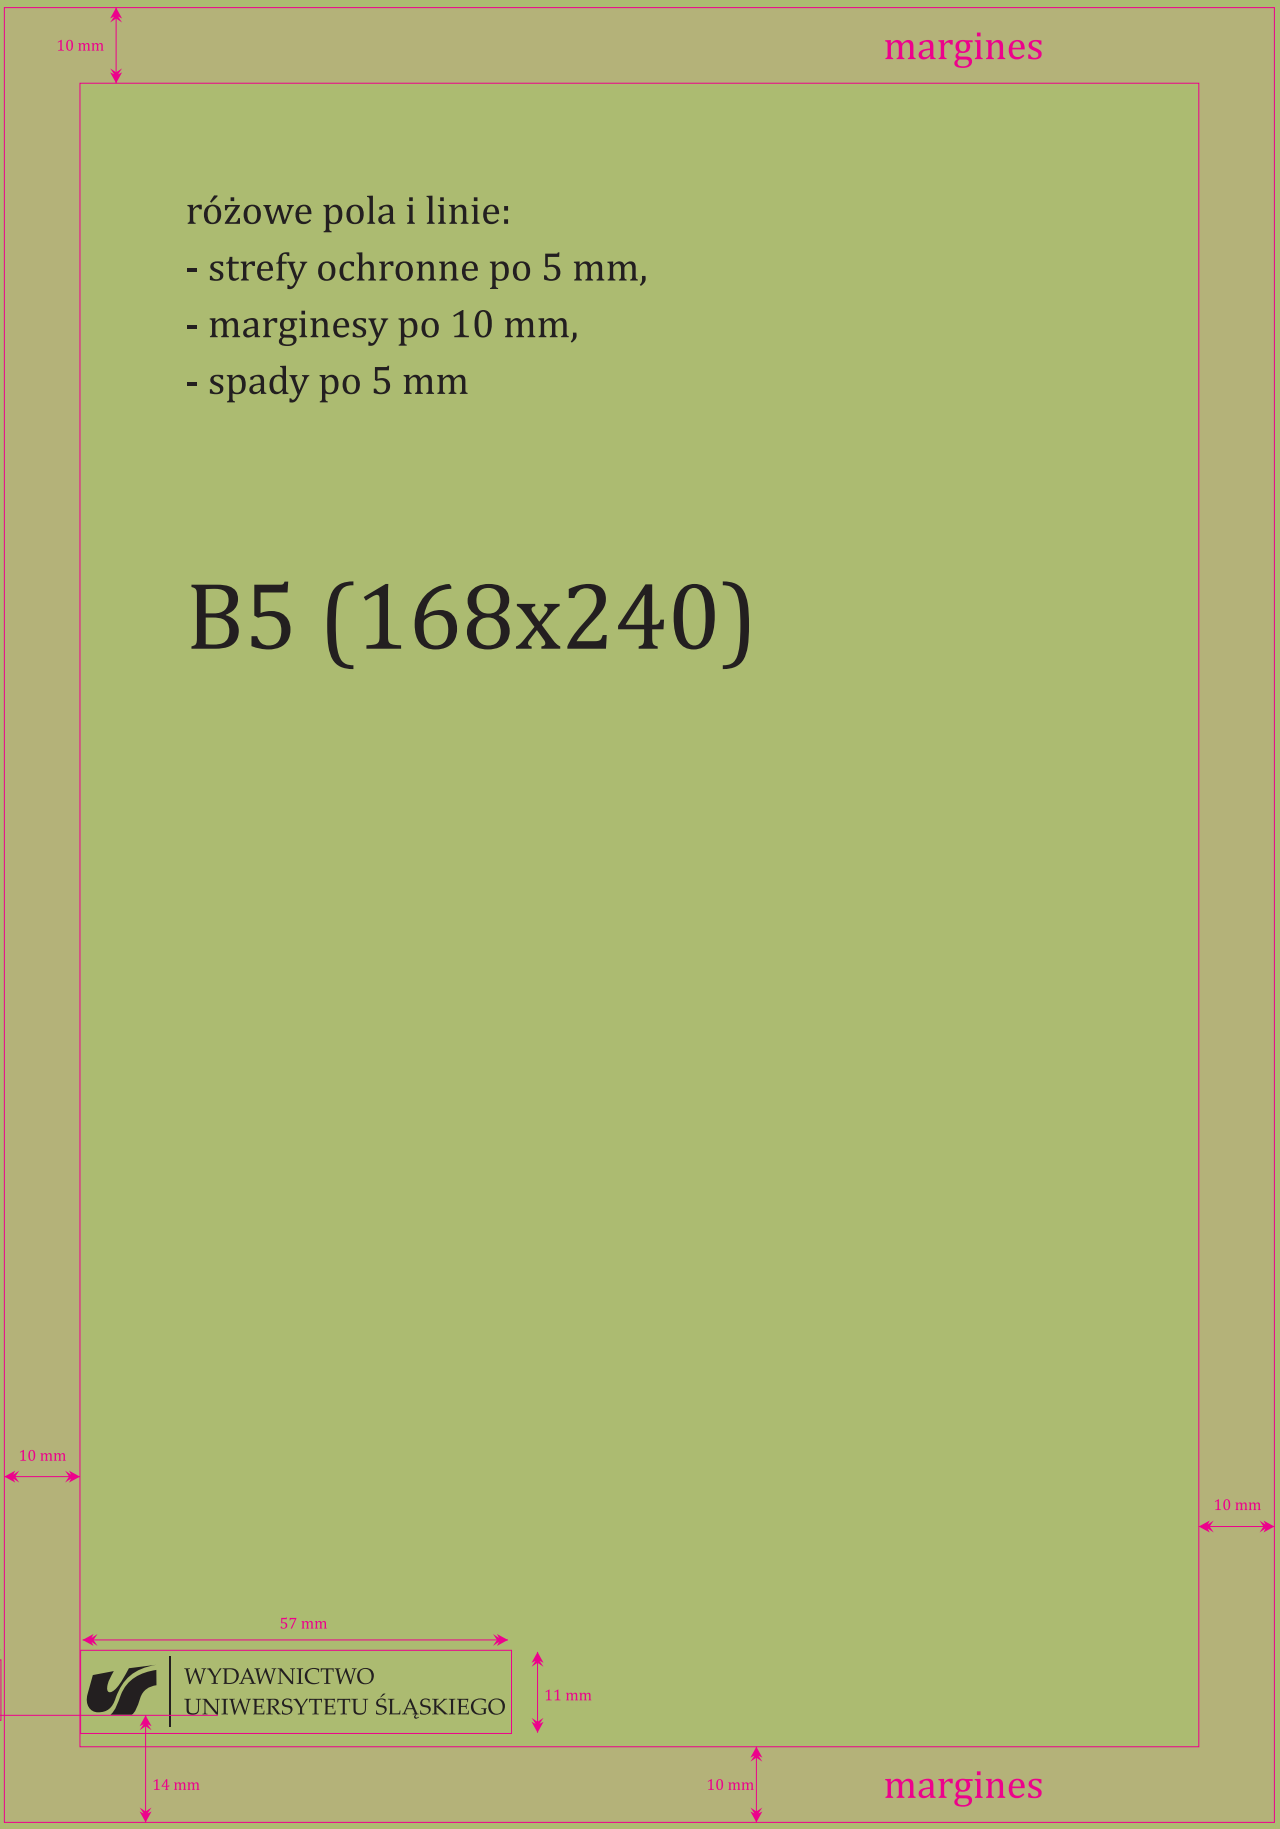 10 mm
margines
różowe pola i linie:
- strefy ochronne po 5 mm,
- marginesy po 10 mm,
- spady po 5 mm
B5 (168x240)
10 mm
10 mm
57 mm
WYDAWNICTWO
UNIWERSYTETU ŚLĄSKIEGO
11 mm
14 mm
10 mm
margines